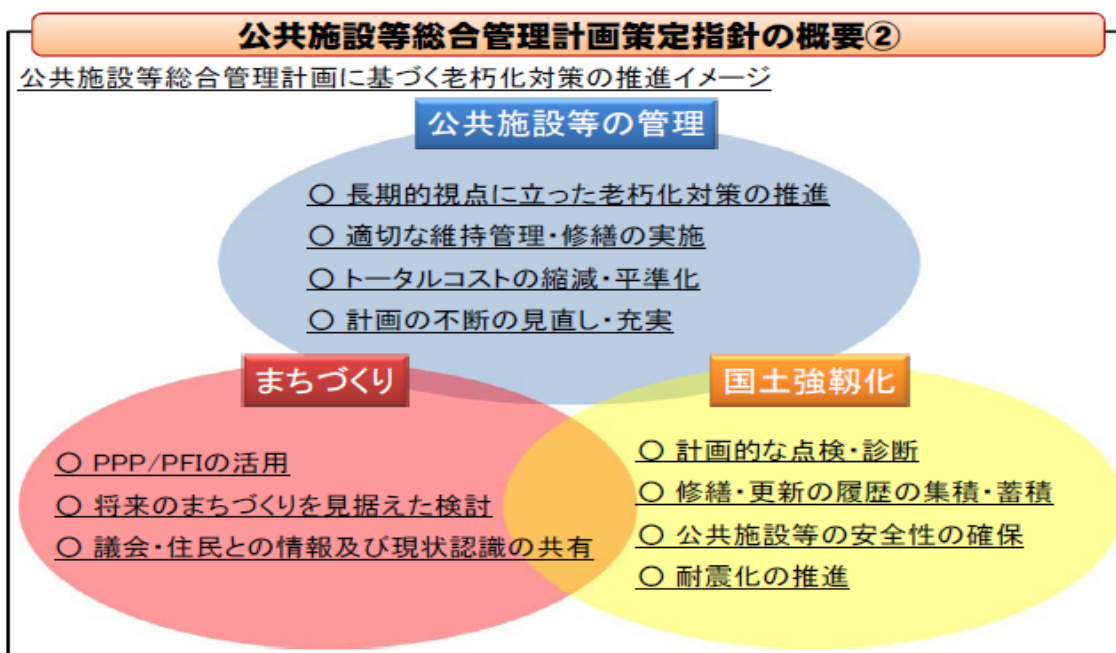 公共施設等総合管理計画策定指針の概要②
公共施設等総合管理計画に基づく老朽化対策の推進イメージ
公共施設等の管理
〇 長期的視点に立った老朽化対策の推進
〇 適切な維持管理・修繕の実施
〇 トータルコストの縮減・平準化
〇 計画の不断の見直し・充実
まちづくり
〇 PPP/PFIの活用
〇 将来のまちづくりを見据えた検討
〇 議会・住民との情報及び現状認識の共有
国土強靱化
〇 計画的な点検・診断
〇 修繕・更新の履歴の集積・蓄積
〇 公共施設等の安全性の確保
〇 耐震化の推進